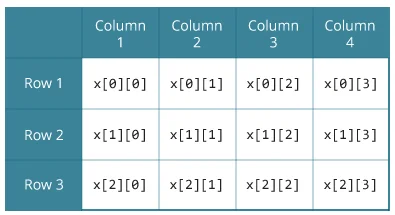 Column 1 Column 2 Column 3 Column 4
Row 1 x[0][0] x[0][1] x[0][2] x[0][3]
Row 2 x[1][0] x[1][1] x[1][2] x[1][3]
Row 3 x[2][0] x[2][1] x[2][2] x[2][3]